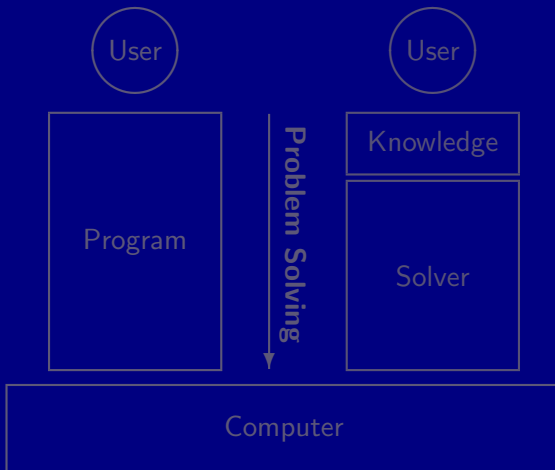 User
User
Knowledge
Problem Solving
Program
Solver
Computer